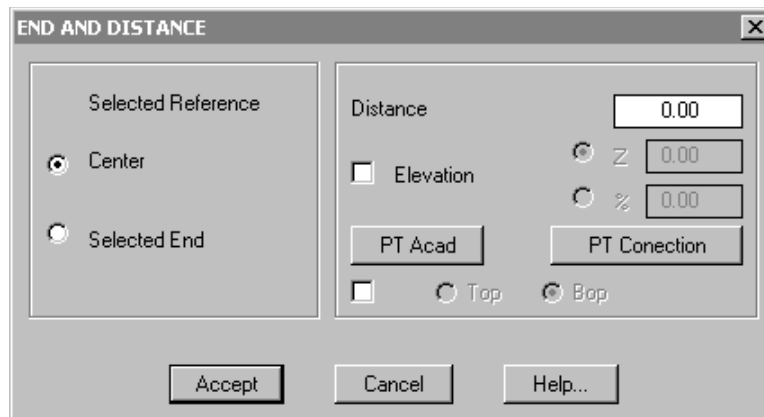 END AND DISTANCE
Selected Reference
Center
Selected End
Distance 0.00
Elevation
Z 0.00
% 0.00
PT Acad PT Conection
Top Bop
Accept Cancel Help...